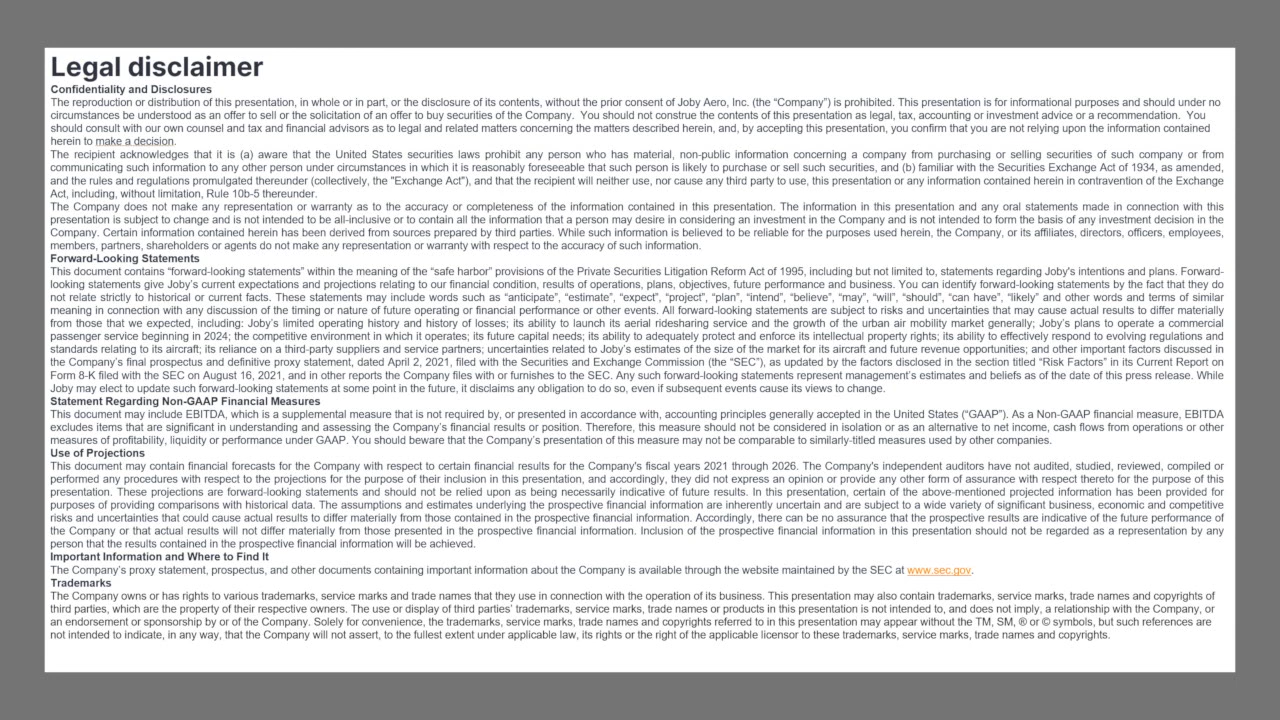 Legal disclaimer
Confidentiality and Disclosures
The reproduction or distribution of this presentation, in whole or in part, or the disclosure of its contents, without the prior consent of Joby Aero, Inc. (the “Company”) is prohibited. This presentation is for informational purposes and should under no
circumstances be understood as an offer to sell or the solicitation of an offer to buy securities of the Company. You should not construe the contents of this presentation as legal, tax, accounting or investment advice or a recommendation. You
should consult with our own counsel and tax and financial advisors as to legal and related matters concerning the matters described herein, and, by accepting this presentation, you confirm that you are not relying upon the information contained
herein to make a decision.
The recipient acknowledges that it is (a) aware that the United States securities laws prohibit any person who has material, non-public information concerning a company from purchasing or selling securities of such company or from
communicating such information to any other person under circumstances in which it is reasonably foreseeable that such person is likely to purchase or sell such securities, and (b) familiar with the Securities Exchange Act of 1934, as amended,
and the rules and regulations promulgated thereunder (collectively, the "Exchange Act"), and that the recipient will neither use, nor cause any third party to use, this presentation or any information contained herein in contravention of the Exchange
Act, including, without limitation, Rule 10b-5 thereunder.
The Company does not make any representation or warranty as to the accuracy or completeness of the information contained in this presentation. The information in this presentation and any oral statements made in connection with this
presentation is subject to change and is not intended to be all-inclusive or to contain all the information that a person may desire in considering an investment in the Company and is not intended to form the basis of any investment decision in the
Company. Certain information contained herein has been derived from sources prepared by third parties. While such information is believed to be reliable for the purposes used herein, the Company, or its affiliates, directors, officers, employees,
members, partners, shareholders or agents do not make any representation or warranty with respect to the accuracy of such information.
Forward-Looking Statements
This document contains “forward-looking statements” within the meaning of the “safe harbor” provisions of the Private Securities Litigation Reform Act of 1995, including but not limited to, statements regarding Joby's intentions and plans. Forward-
looking statements give Joby’s current expectations and projections relating to our financial condition, results of operations, plans, objectives, future performance and business. You can identify forward-looking statements by the fact that they do
not relate strictly to historical or current facts. These statements may include words such as “anticipate”, “estimate”, “expect”, “project”, “plan”, “intend”, “believe”, “may”, “will”, “should”, “can have”, “likely” and other words and terms of similar
meaning in connection with any discussion of the timing or nature of future operating or financial performance or other events. All forward-looking statements are subject to risks and uncertainties that may cause actual results to differ materially
from those that we expected, including: Joby’s limited operating history and history of losses; its ability to launch its aerial ridesharing service and the growth of the urban air mobility market generally; Joby’s plans to operate a commercial
passenger service beginning in 2024; the competitive environment in which it operates; its future capital needs; its ability to adequately protect and enforce its intellectual property rights; its ability to effectively respond to evolving regulations and
standards relating to its aircraft; its reliance on a third-party suppliers and service partners; uncertainties related to Joby’s estimates of the size of the market for its aircraft and future revenue opportunities; and other important factors discussed in
the Company’s final prospectus and definitive proxy statement, dated April 2, 2021, filed with the Securities and Exchange Commission (the “SEC”), as updated by the factors disclosed in the section titled “Risk Factors” in its Current Report on
Form 8-K filed with the SEC on August 16, 2021, and in other reports the Company files with or furnishes to the SEC. Any such forward-looking statements represent management’s estimates and beliefs as of the date of this press release. While
Joby may elect to update such forward-looking statements at some point in the future, it disclaims any obligation to do so, even if subsequent events cause its views to change.
Statement Regarding Non-GAAP Financial Measures
This document may include EBITDA, which is a supplemental measure that is not required by, or presented in accordance with, accounting principles generally accepted in the United States (“GAAP”). As a Non-GAAP financial measure, EBITDA
excludes items that are significant in understanding and assessing the Company’s financial results or position. Therefore, this measure should not be considered in isolation or as an alternative to net income, cash flows from operations or other
measures of profitability, liquidity or performance under GAAP. You should beware that the Company’s presentation of this measure may not be comparable to similarly-titled measures used by other companies.
Use of Projections
This document may contain financial forecasts for the Company with respect to certain financial results for the Company's fiscal years 2021 through 2026. The Company's independent auditors have not audited, studied, reviewed, compiled or
performed any procedures with respect to the projections for the purpose of their inclusion in this presentation, and accordingly, they did not express an opinion or provide any other form of assurance with respect thereto for the purpose of this
presentation. These projections are forward-looking statements and should not be relied upon as being necessarily indicative of future results. In this presentation, certain of the above-mentioned projected information has been provided for
purposes of providing comparisons with historical data. The assumptions and estimates underlying the prospective financial information are inherently uncertain and are subject to a wide variety of significant business, economic and competitive
risks and uncertainties that could cause actual results to differ materially from those contained in the prospective financial information. Accordingly, there can be no assurance that the prospective results are indicative of the future performance of
the Company or that actual results will not differ materially from those presented in the prospective financial information. Inclusion of the prospective financial information in this presentation should not be regarded as a representation by any
person that the results contained in the prospective financial information will be achieved.
Important Information and Where to Find It
The Company’s proxy statement, prospectus, and other documents containing important information about the Company is available through the website maintained by the SEC at www.sec.gov.
Trademarks
The Company owns or has rights to various trademarks, service marks and trade names that they use in connection with the operation of its business. This presentation may also contain trademarks, service marks, trade names and copyrights of
third parties, which are the property of their respective owners. The use or display of third parties’ trademarks, service marks, trade names or products in this presentation is not intended to, and does not imply, a relationship with the Company, or
an endorsement or sponsorship by or of the Company. Solely for convenience, the trademarks, service marks, trade names and copyrights referred to in this presentation may appear without the TM, SM, ® or © symbols, but such references are
not intended to indicate, in any way, that the Company will not assert, to the fullest extent under applicable law, its rights or the right of the applicable licensor to these trademarks, service marks, trade names and copyrights.